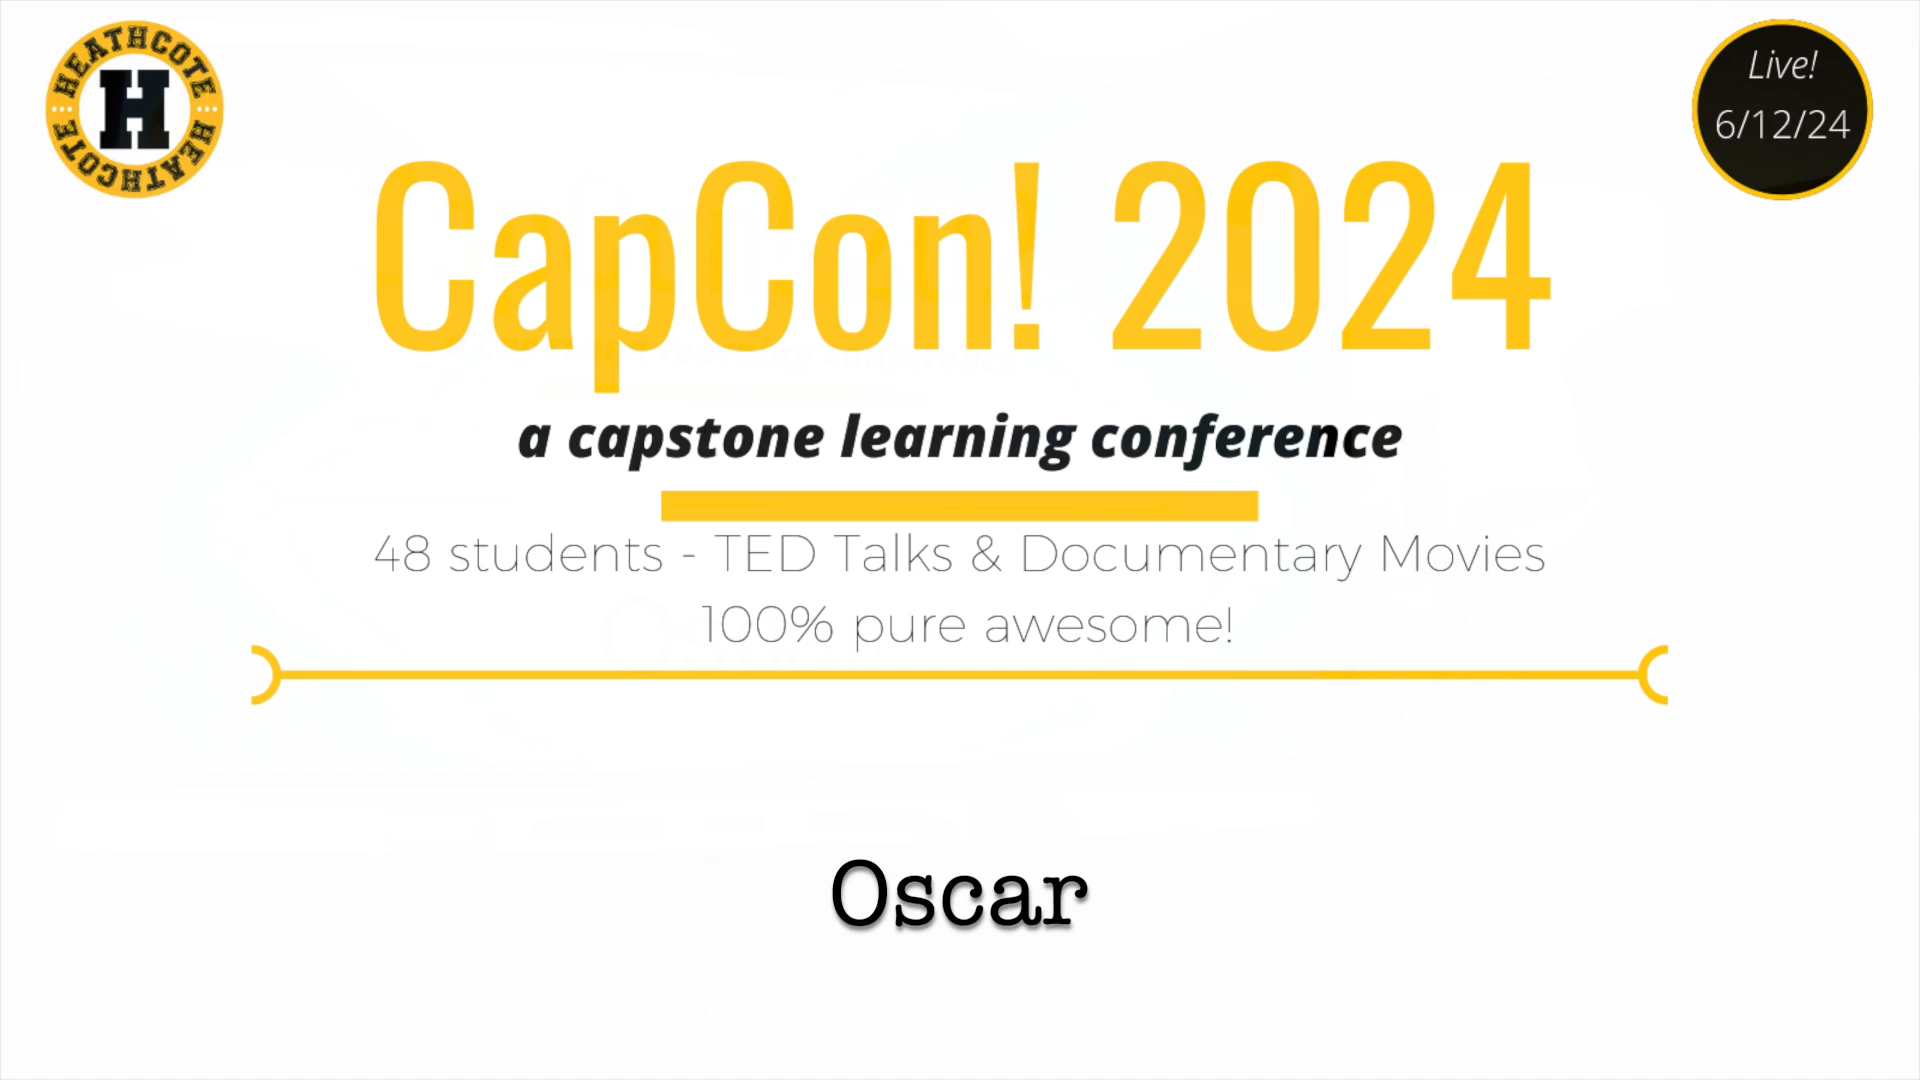 HEATHCOTE
H
HEATHCOTE
Live!
6/12/24
CapCon! 2024
a capstone learning conference
48 students - TED Talks & Documentary Movies
100% pure awesome!
Oscar